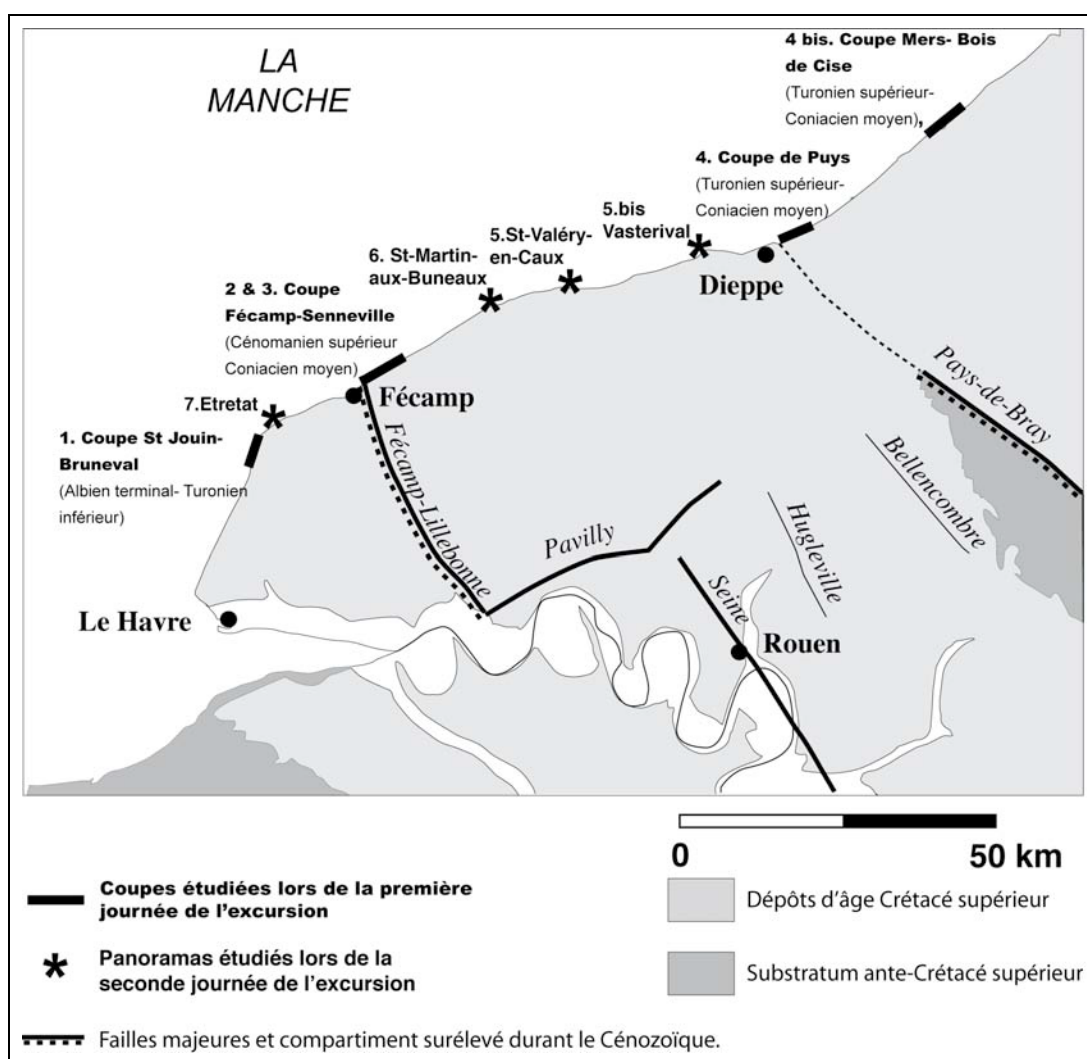 LA
MANCHE
4 bis. Coupe Mers- Bois
de Cise
(Turonien supérieur-
Coniacien moyen),
4. Coupe de Puys
(Turonien supérieur-
Coniacien moyen)
5.bis
Vasterival
5.St-Valéry-
en-Caux
6. St-Martin-
aux-Buneaux
Dieppe
2 & 3. Coupe
Fécamp-Senneville
(Cénomanien supérieur
Coniacien moyen)
Fécamp
7.Etretat
1. Coupe St Jouin-
Bruneval
(Albien terminal- Turonien
inférieur)
Pays-de-Bray
Bellencombre
Hugleville
Fécamp-Lillebonne
Pavilly
Seine
Le Havre
Rouen
0 50 km
Coupes étudiées lors de la première
journée de l'excursion
Panoramas étudiés lors de la
seconde journée de l'excursion
Failles majeures et compartiment surélevé durant le Cénozoïque.
Dépôts d'âge Crétacé supérieur
Substratum ante-Crétacé supérieur